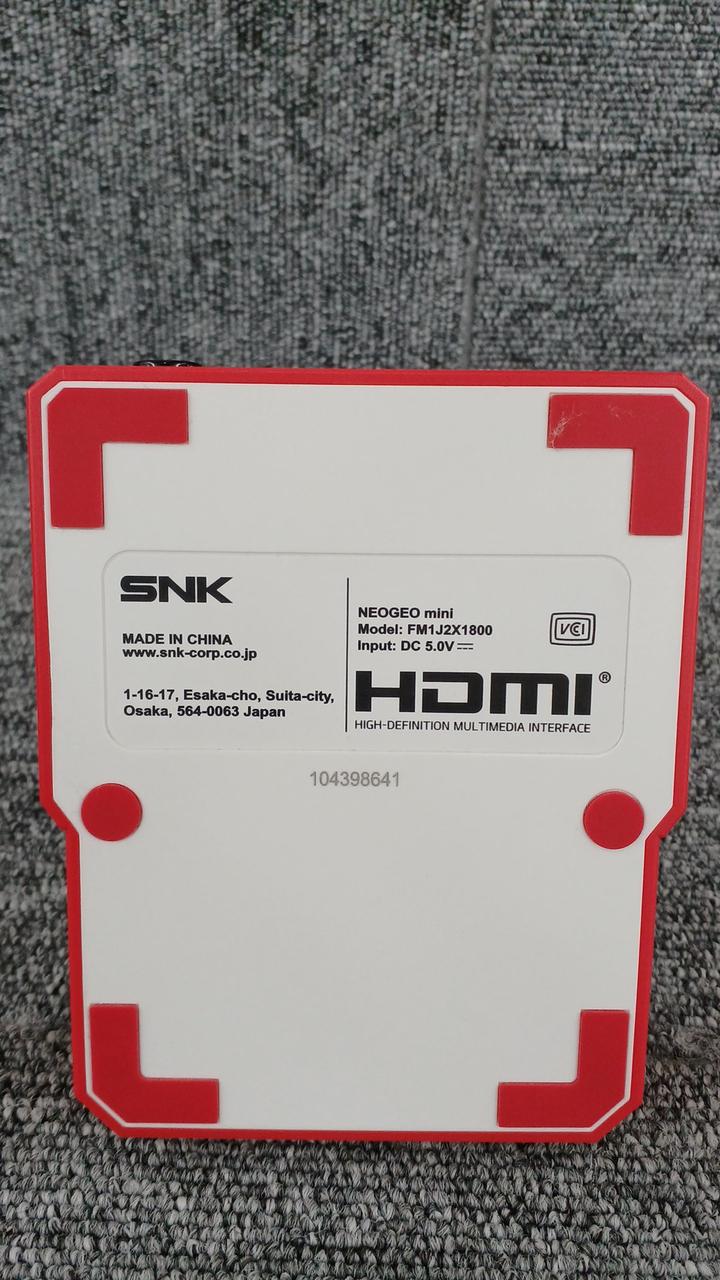 SNK
MADE IN CHINA
www.snk-corp.co.jp
1-16-17, Esaka-cho, Suita-city,
Osaka, 564-0063 Japan
NEOGEO mini
Model: FM1J2X1800
Input: DC 5.0V ⎓
VCCI
HDMI®
HIGH-DEFINITION MULTIMEDIA INTERFACE
104398641